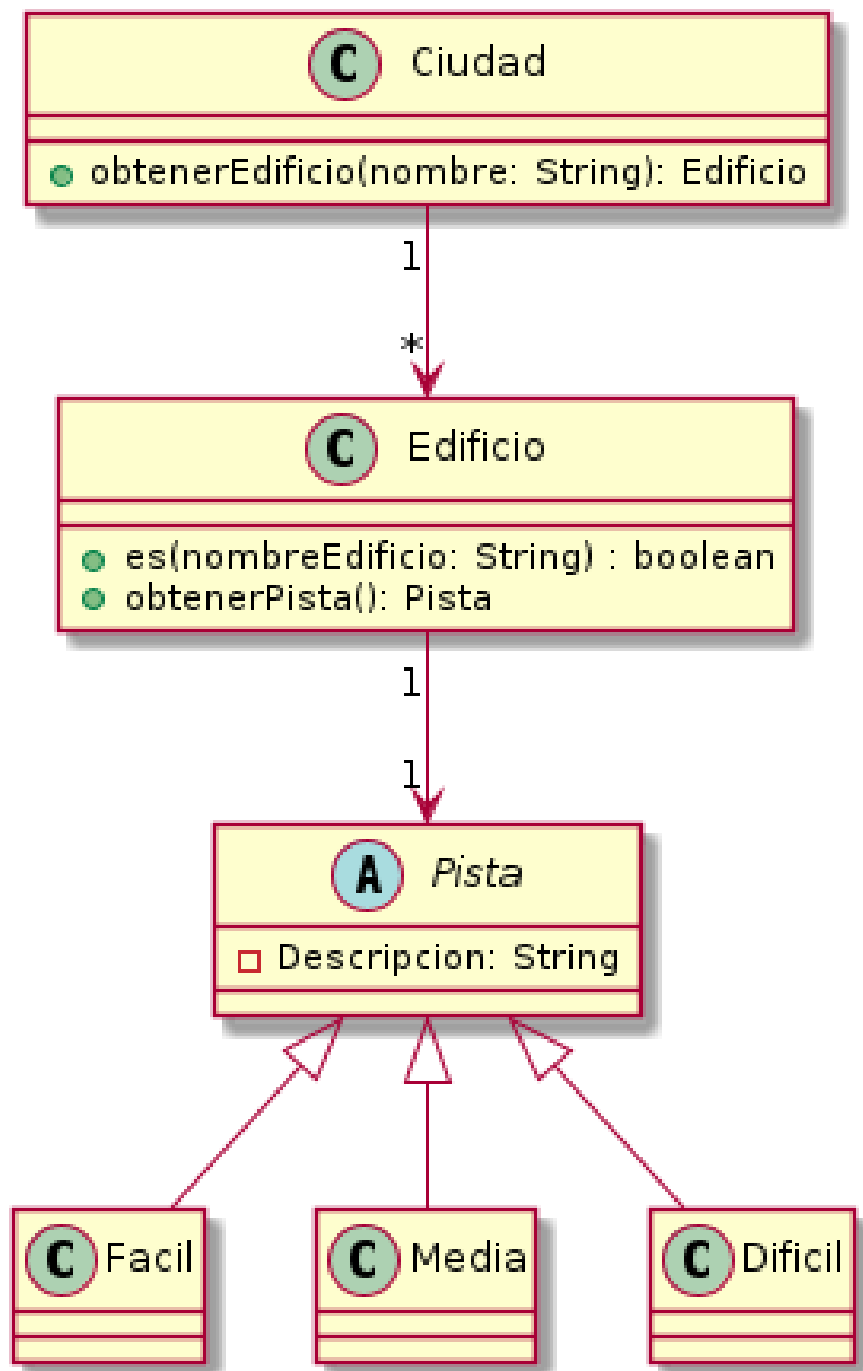 C Ciudad
obtenerEdificio(nombre: String): Edificio
1
*
C Edificio
es(nombreEdificio: String) : boolean
obtenerPista(): Pista
1
1
A Pista
Descripcion: String
C Facil
C Media
C Dificil